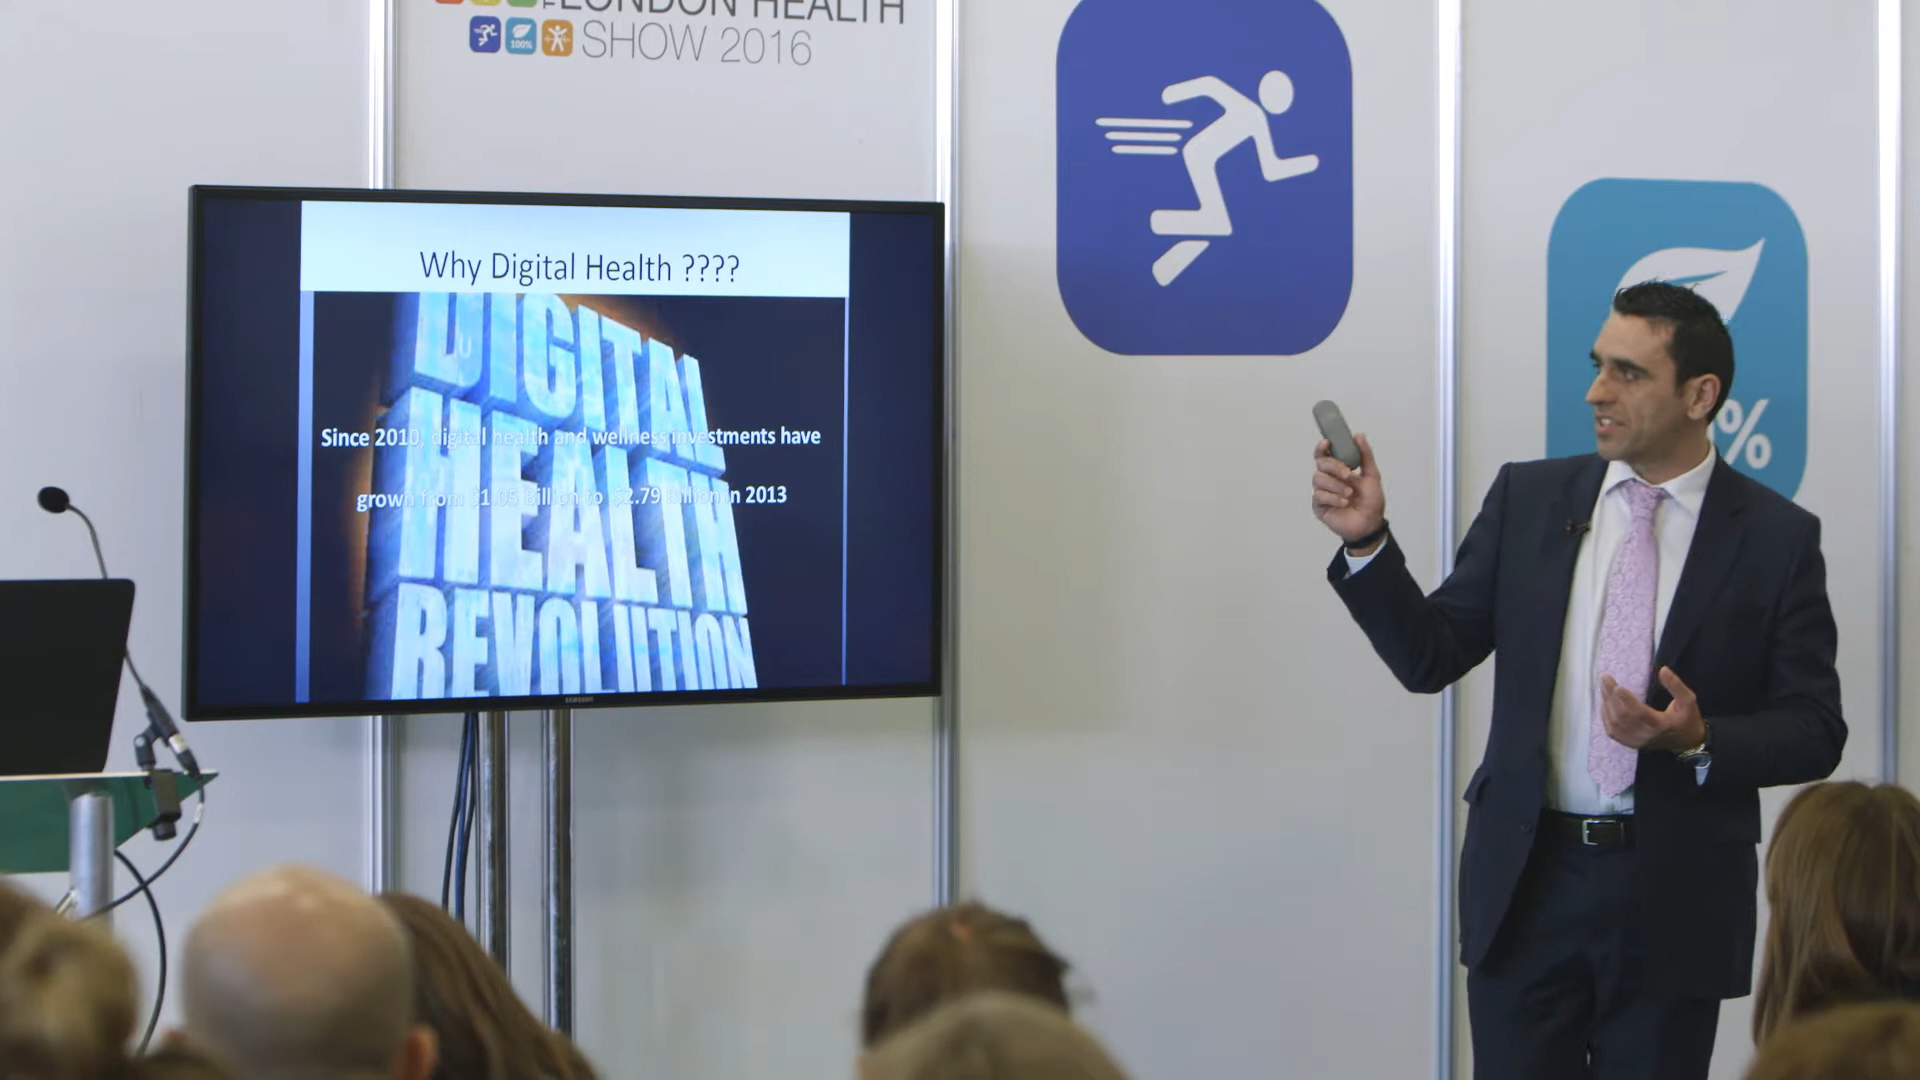 LONDON HEALTH
100%
SHOW 2016
Why Digital Health ????
DIGITAL
HEALTH
REVOLUTION
Since 2010, digital health and wellness investments have
grown from $1.05 Billion to $2.79 Billion in 2013
SAMSUNG
%